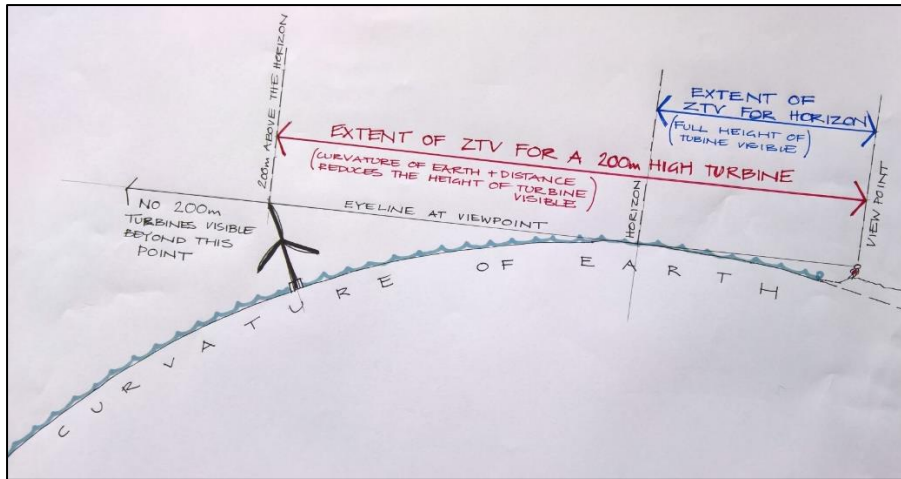 200m ABOVE THE HORIZON
EXTENT OF
ZTV FOR HORIZON
(FULL HEIGHT OF
TUBINE VISIBLE)
EXTENT OF ZTV FOR A 200m HIGH TURBINE
(CURVATURE OF EARTH + DISTANCE
REDUCES THE HEIGHT OF TURBINE
VISIBLE)
HORIZON
VIEW POINT
NO 200m
TURBINES VISIBLE
BEYOND THIS
POINT
EYELINE AT VIEWPOINT
CURVATURE OF EARTH